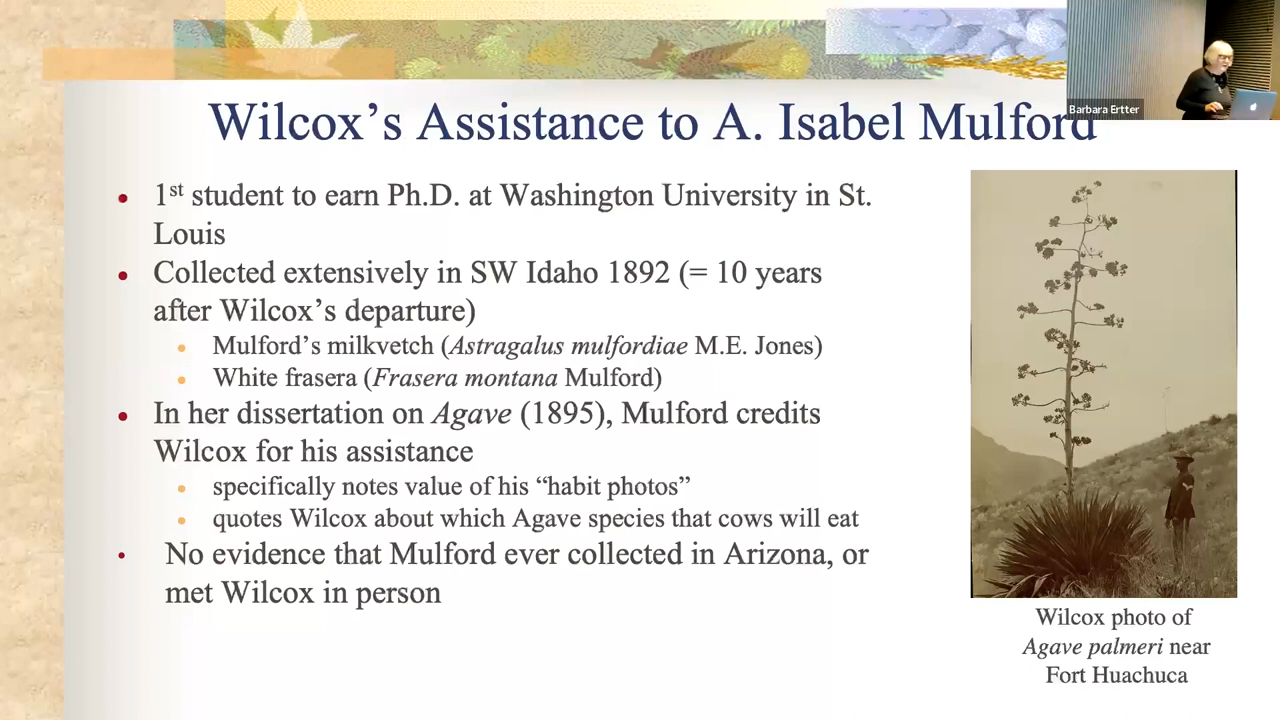 Wilcox's Assistance to A. Isabel Mulford
Barbara Ertter
• 1st student to earn Ph.D. at Washington University in St.
Louis
• Collected extensively in SW Idaho 1892 (= 10 years
after Wilcox's departure)
• Mulford's milkvetch (Astragalus mulfordiae M.E. Jones)
• White frasera (Frasera montana Mulford)
• In her dissertation on Agave (1895), Mulford credits
Wilcox for his assistance
• specifically notes value of his “habit photos”
• quotes Wilcox about which Agave species that cows will eat
• No evidence that Mulford ever collected in Arizona, or
met Wilcox in person
Wilcox photo of
Agave palmeri near
Fort Huachuca